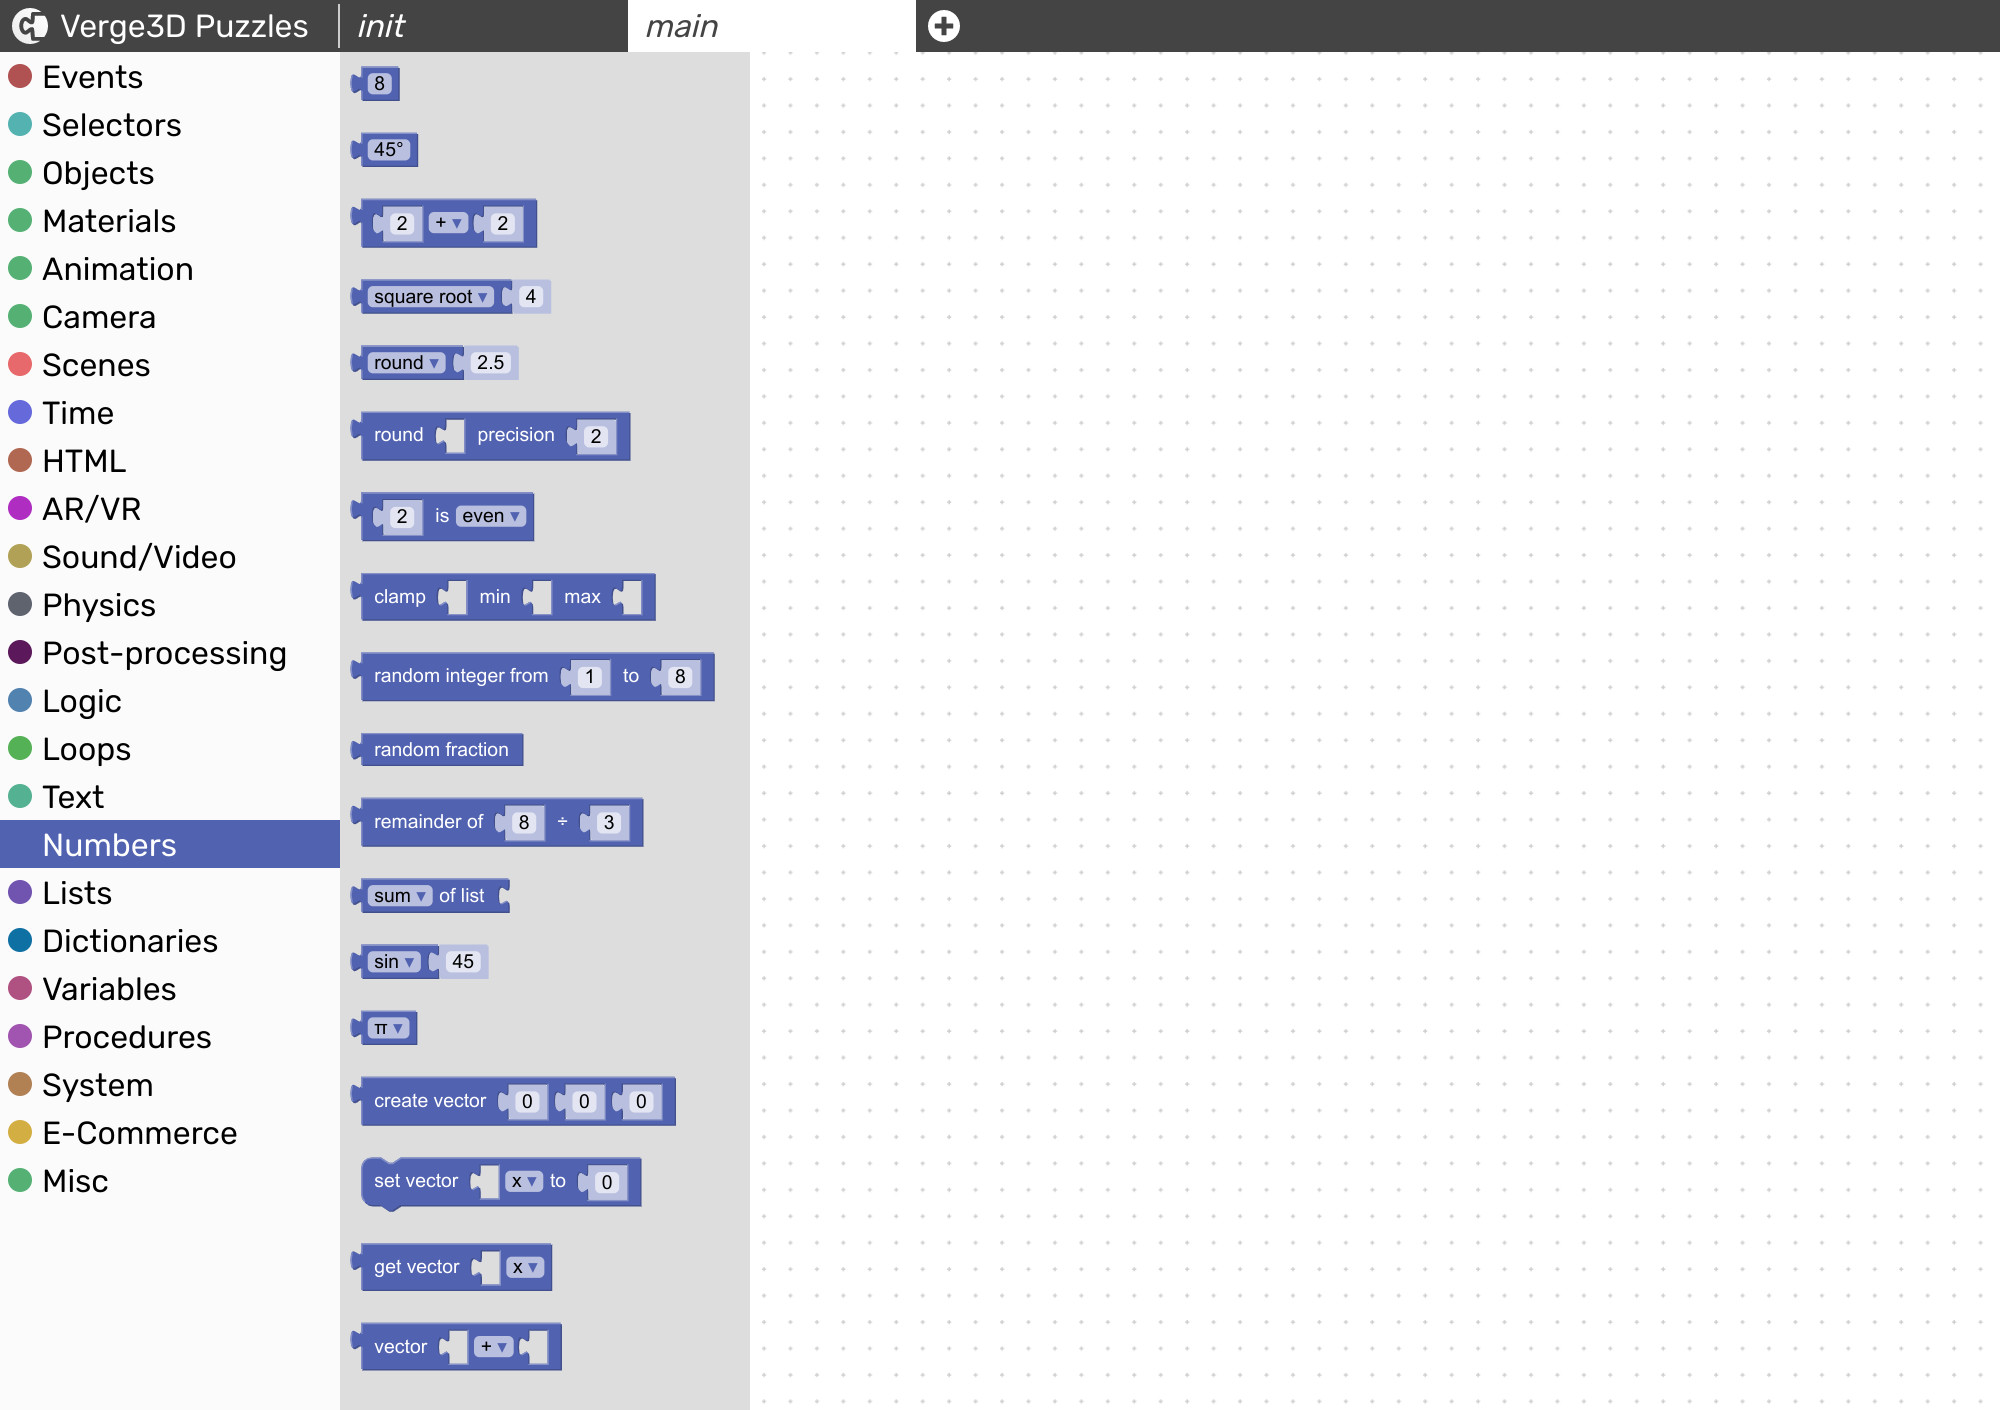 Verge3D Puzzles
init
main
Events
Selectors
Objects
Materials
Animation
Camera
Scenes
Time
HTML
AR/VR
Sound/Video
Physics
Post-processing
Logic
Loops
Text
Numbers
Lists
Dictionaries
Variables
Procedures
System
E-Commerce
Misc
8
45°
2 + ▾ 2
square root ▾ 4
round ▾ 2.5
round precision 2
2 is even ▾
clamp min max
random integer from 1 to 8
random fraction
remainder of 8 ÷ 3
sum ▾ of list
sin ▾ 45
π ▾
create vector 0 0 0
set vector x ▾ to 0
get vector x ▾
vector + ▾